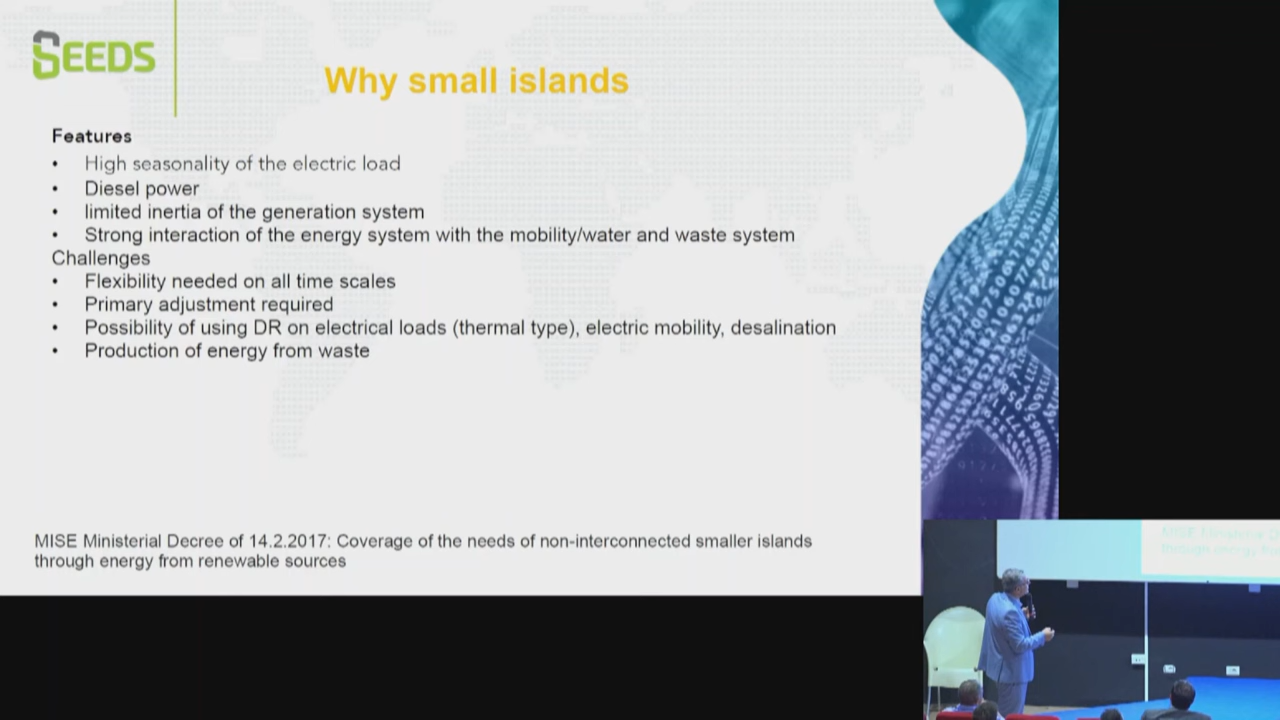 SEEDS
Why small islands
Features
• High seasonality of the electric load
• Diesel power
• limited inertia of the generation system
• Strong interaction of the energy system with the mobility/water and waste system
Challenges
• Flexibility needed on all time scales
• Primary adjustment required
• Possibility of using DR on electrical loads (thermal type), electric mobility, desalination
• Production of energy from waste
MISE Ministerial Decree of 14.2.2017: Coverage of the needs of non-interconnected smaller islands
through energy from renewable sources